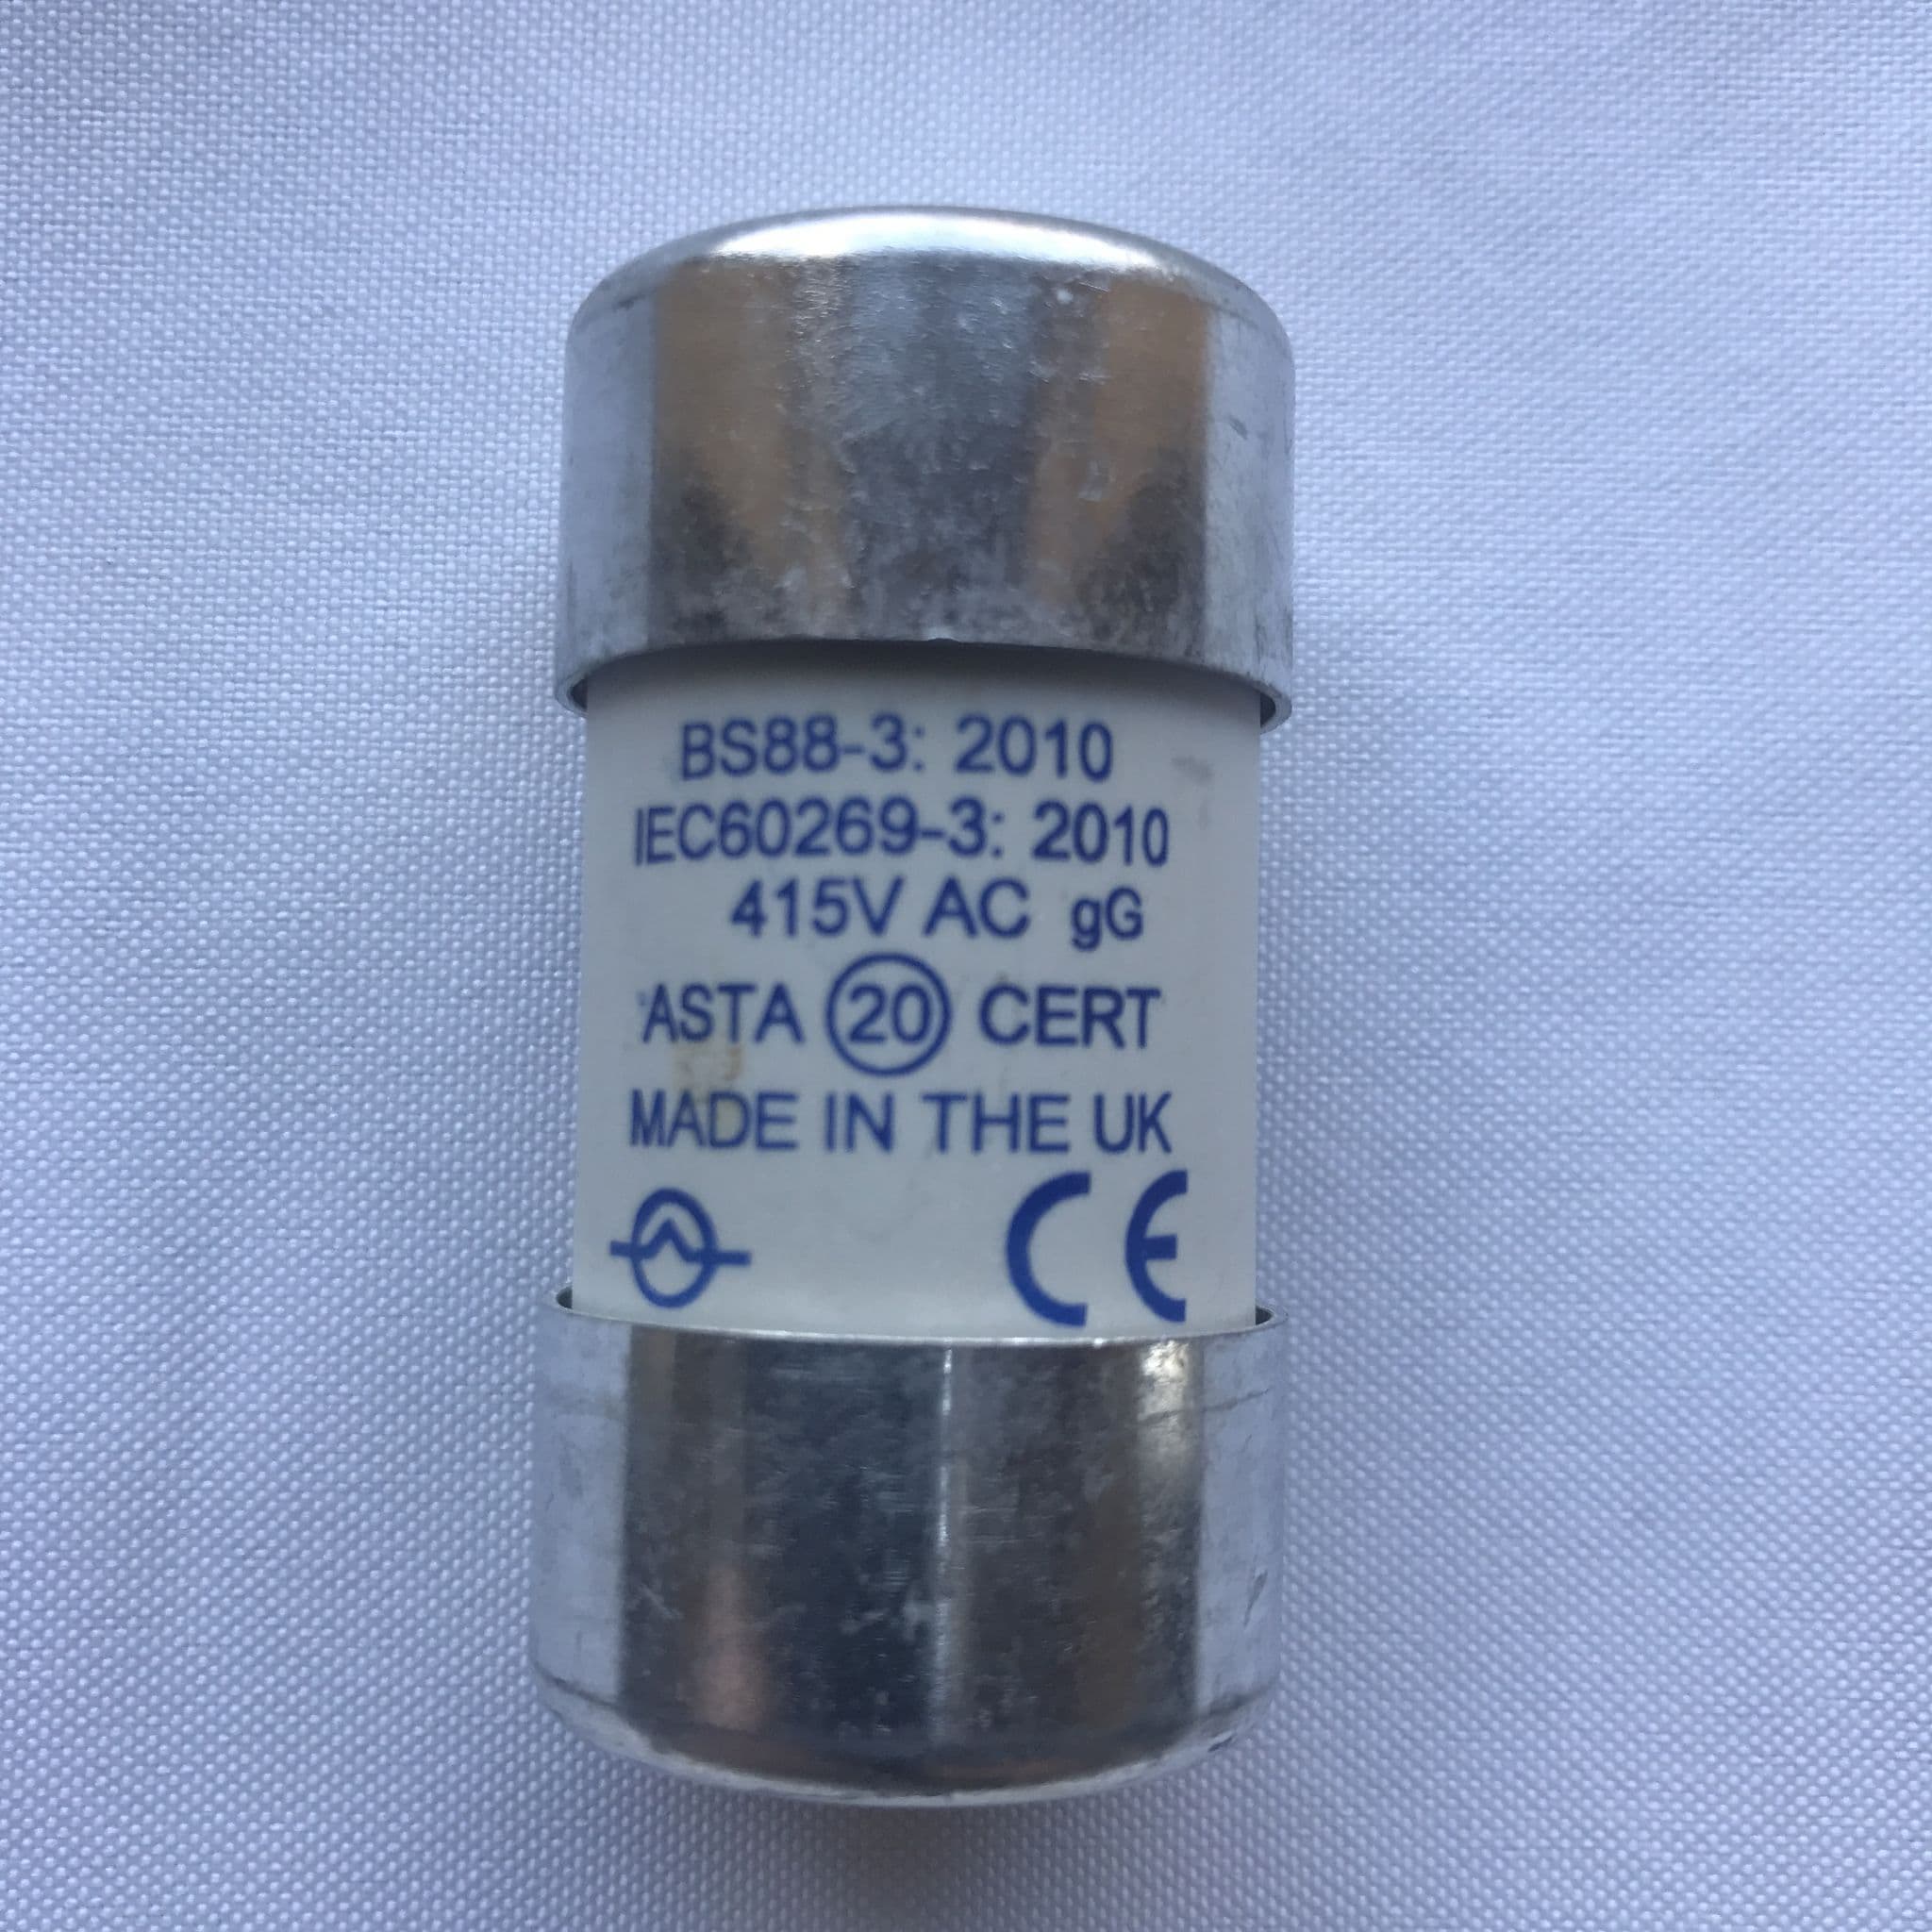 BS88-3: 2010
IEC60269-3: 2010
415V AC gG
ASTA 20 CERT
MADE IN THE UK
CE